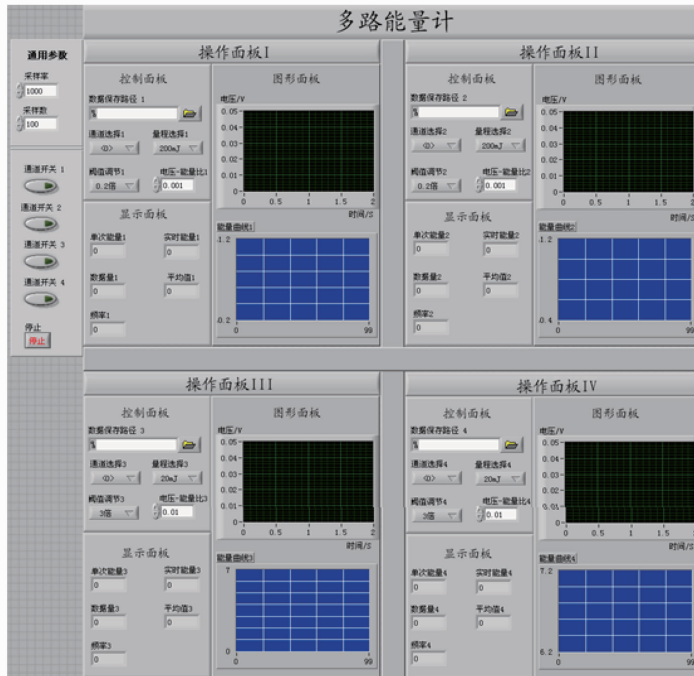 多路能量计
通用参数
采样率
1000
采样数
100
通道开关 1
通道开关 2
通道开关 3
通道开关 4
停止
停止
操作面板I
控制面板
数据保存路径 1
通道选择1 量程选择1
200mJ
阈值调节1 电压-能量比1
0.2倍 0.001
显示面板
单次能量1 实时能量1
0 0
数据量1 平均值1
0 0
频率1
0
图形面板
电压/V
0.05
0.04
0.03
0.02
0.01
0
0 0.5 1 1.5 2
时间/S
能量曲线1
1.2
0.2
0 99
操作面板II
控制面板
数据保存路径 2
通道选择2 量程选择2
200mJ
阈值调节2 电压-能量比2
0.2倍 0.001
显示面板
单次能量2 实时能量2
0 0
数据量2 平均值2
0 0
频率2
0
图形面板
电压/V
0.05
0.04
0.03
0.02
0.01
0
0 0.5 1 1.5 2
时间/S
能量曲线2
1.2
0.4
0 99
操作面板III
控制面板
数据保存路径 3
通道选择3 量程选择3
20mJ
阈值调节3 电压-能量比3
3倍 0.01
显示面板
单次能量3 实时能量3
0 0
数据量3 平均值3
0 0
频率3
0
图形面板
电压/V
0.05
0.04
0.03
0.02
0.01
0
0 0.5 1 1.5 2
时间/S
能量曲线3
7
0
0 99
操作面板IV
控制面板
数据保存路径 4
通道选择4 量程选择4
20mJ
阈值调节4 电压-能量比4
3倍 0.01
显示面板
单次能量4 实时能量4
0 0
数据量4 平均值4
0 0
频率4
0
图形面板
电压/V
0.05
0.04
0.03
0.02
0.01
0
0 0.5 1 1.5 2
时间/S
能量曲线4
7.2
6.2
0 99